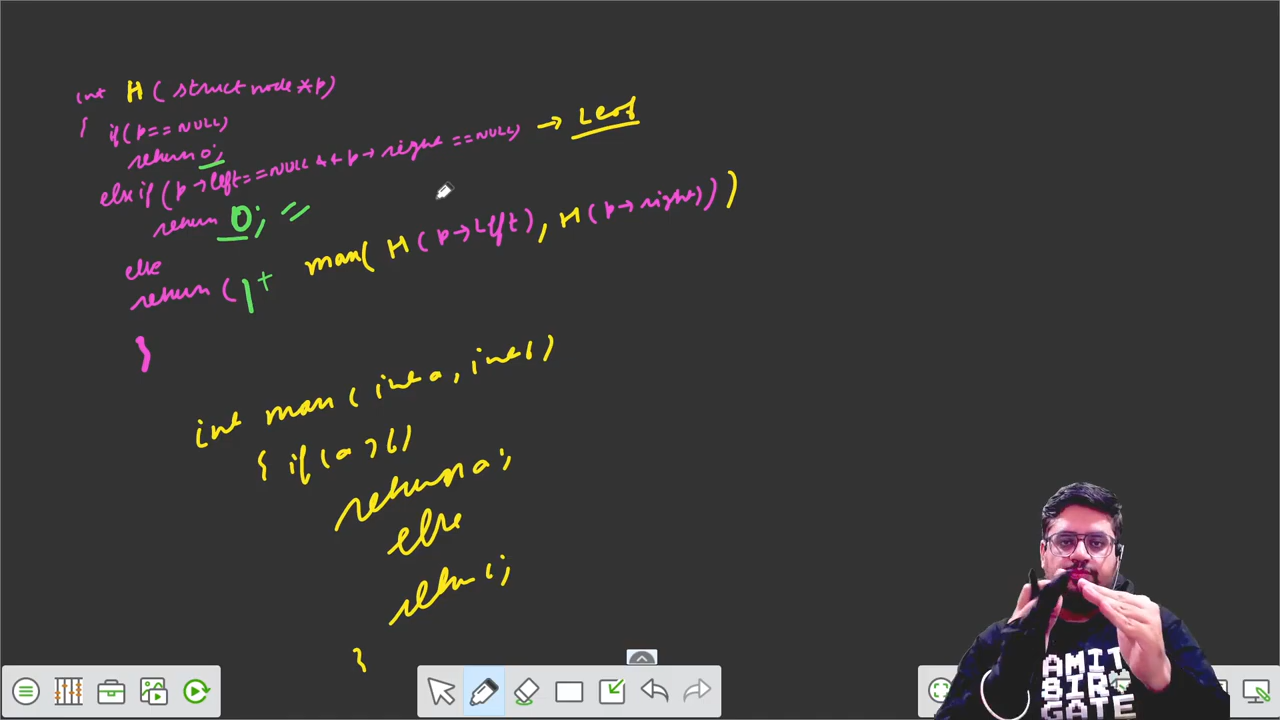 int H ( struct node *p)
{ if(p == NULL)
return 0;
else if (p→left==NULL && p→right ==NULL) → Leaf
return 0; =
else
return (1+ max( H (p→Left), H (p→right)))
}
int max ( int a, int b)
{ if (a > b)
return a;
else
return b;
}
AMIT
GATE